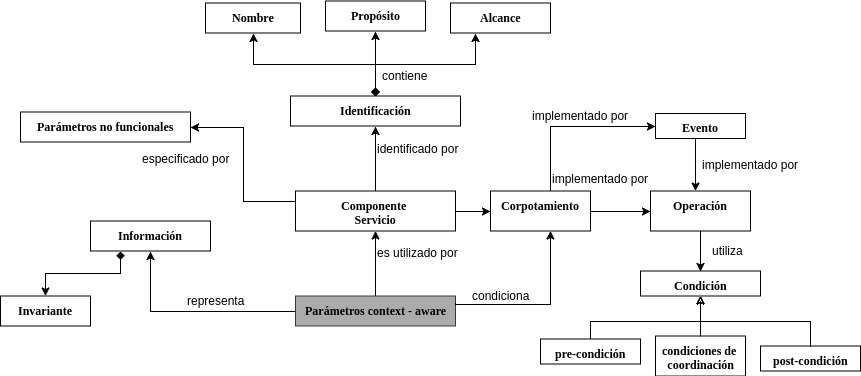 Nombre
Propósito
Alcance
contiene
Identificación
Parámetros no funcionales
implementado por
Evento
identificado por
especificado por
implementado por
implementado por
Componente
Servicio
Corpotamiento
Operación
Información
es utilizado por
utiliza
Condición
representa
condiciona
Invariante
Parámetros context - aware
pre-condición
condiciones de
coordinación
post-condición